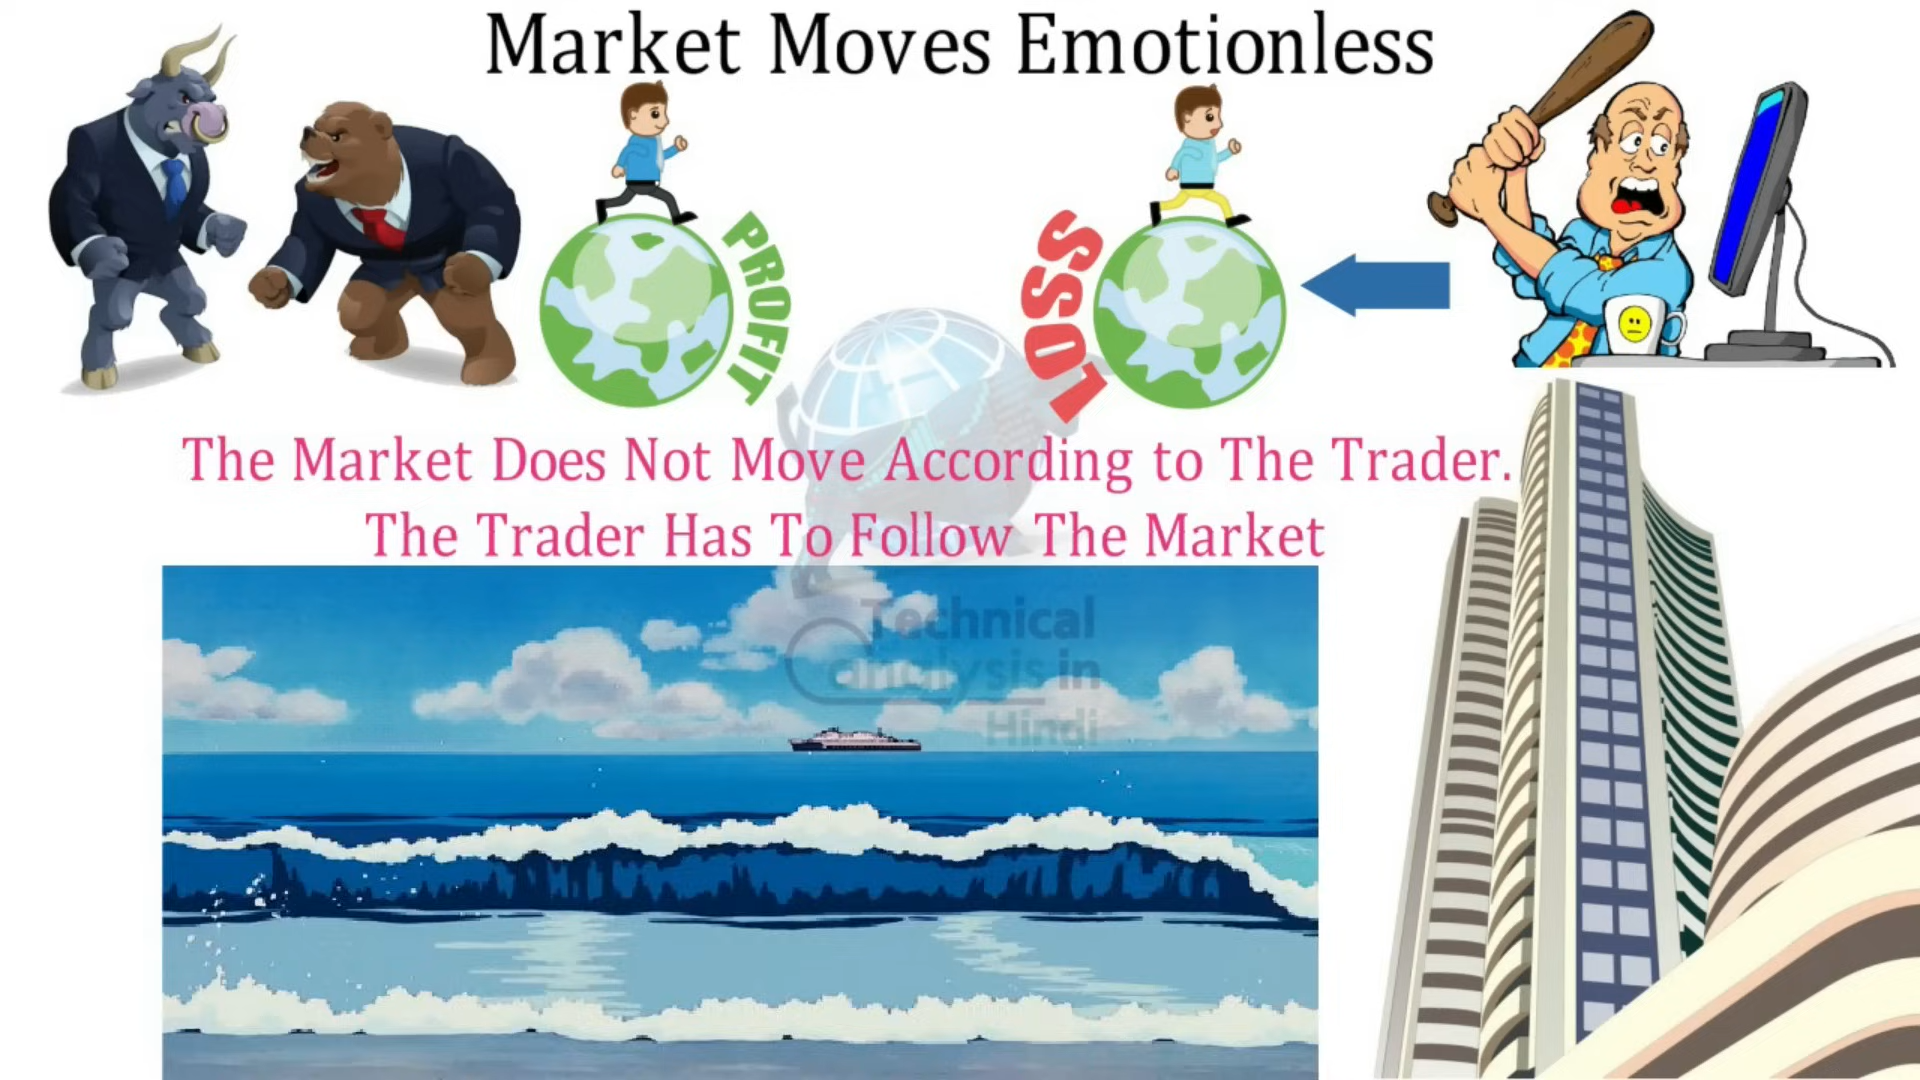 Market Moves Emotionless
PROFIT
LOSS
The Market Does Not Move According to The Trader.
The Trader Has To Follow The Market
Technical
analysis in
Hindi